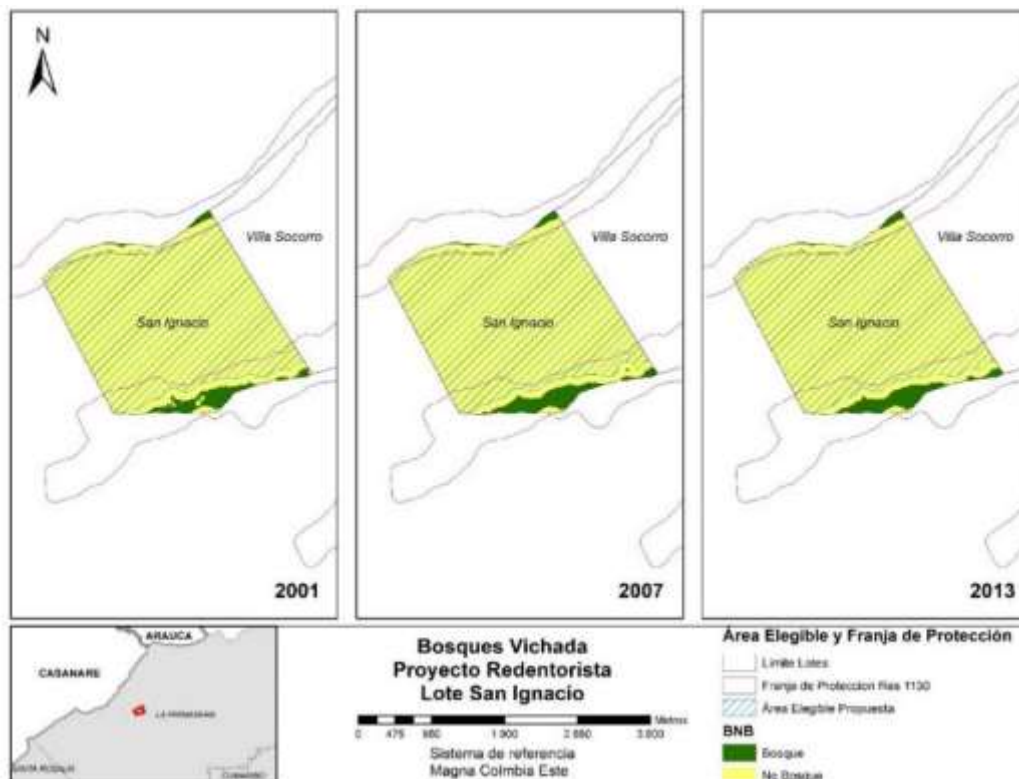 N
Villa Socorro
San Ignacio
2001
Villa Socorro
San Ignacio
2007
Villa Socorro
San Ignacio
2013
ARAUCA
CASANARE
LA PRIMAVERA
Bosques Vichada
Proyecto Redentorista
Lote San Ignacio
Metros
0 475 950 1.900 2.850 3.800
Sistema de referencia
Magna Colmbia Este
Área Elegible y Franja de Protección
Limite Lotes
Franja de Proteccion Res 1130
Área Elegible Propuesta
BNB
Bosque
No Bosque